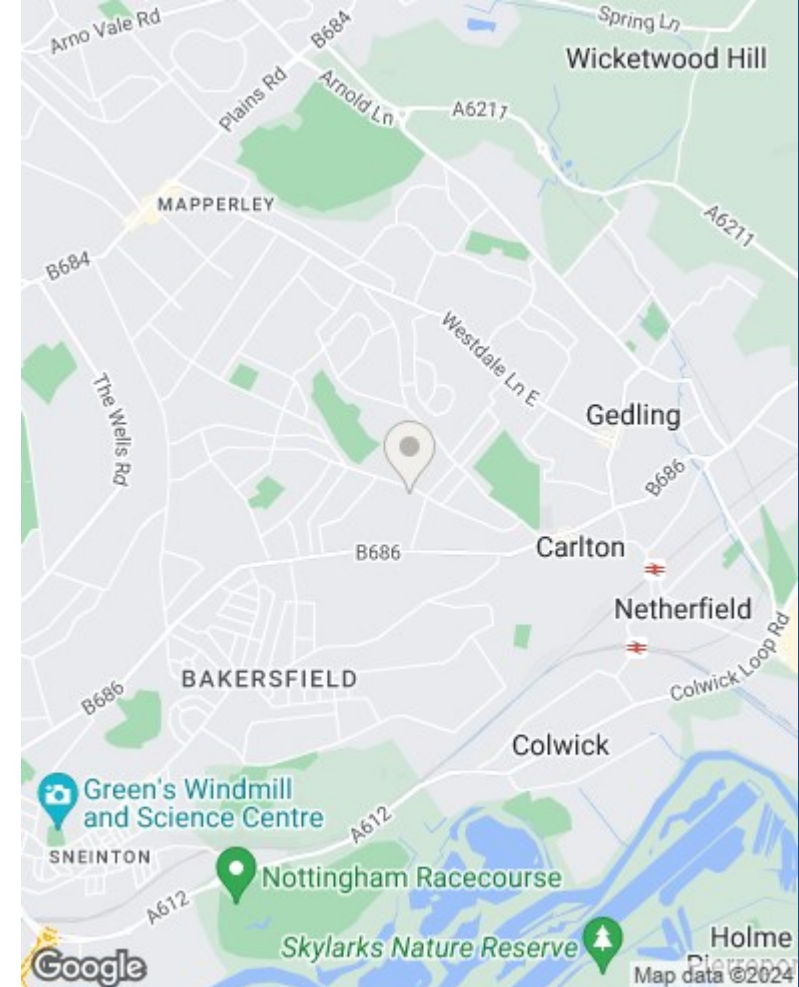 Arno Vale Rd
B684
Spring Ln
Wicketwood Hill
Plains Rd
Arnold Ln
A6211
MAPPERLEY
A6211
B684
Westdale Ln E
The Wells Rd
Gedling
B686
B686
Carlton
Netherfield
BAKERSFIELD
B686
Colwick Loop Rd
Colwick
Green's Windmill
and Science Centre
A612
SNEINTON
Nottingham Racecourse
A612
Skylarks Nature Reserve
Holme
Pierrepont
Google
Map data ©2024